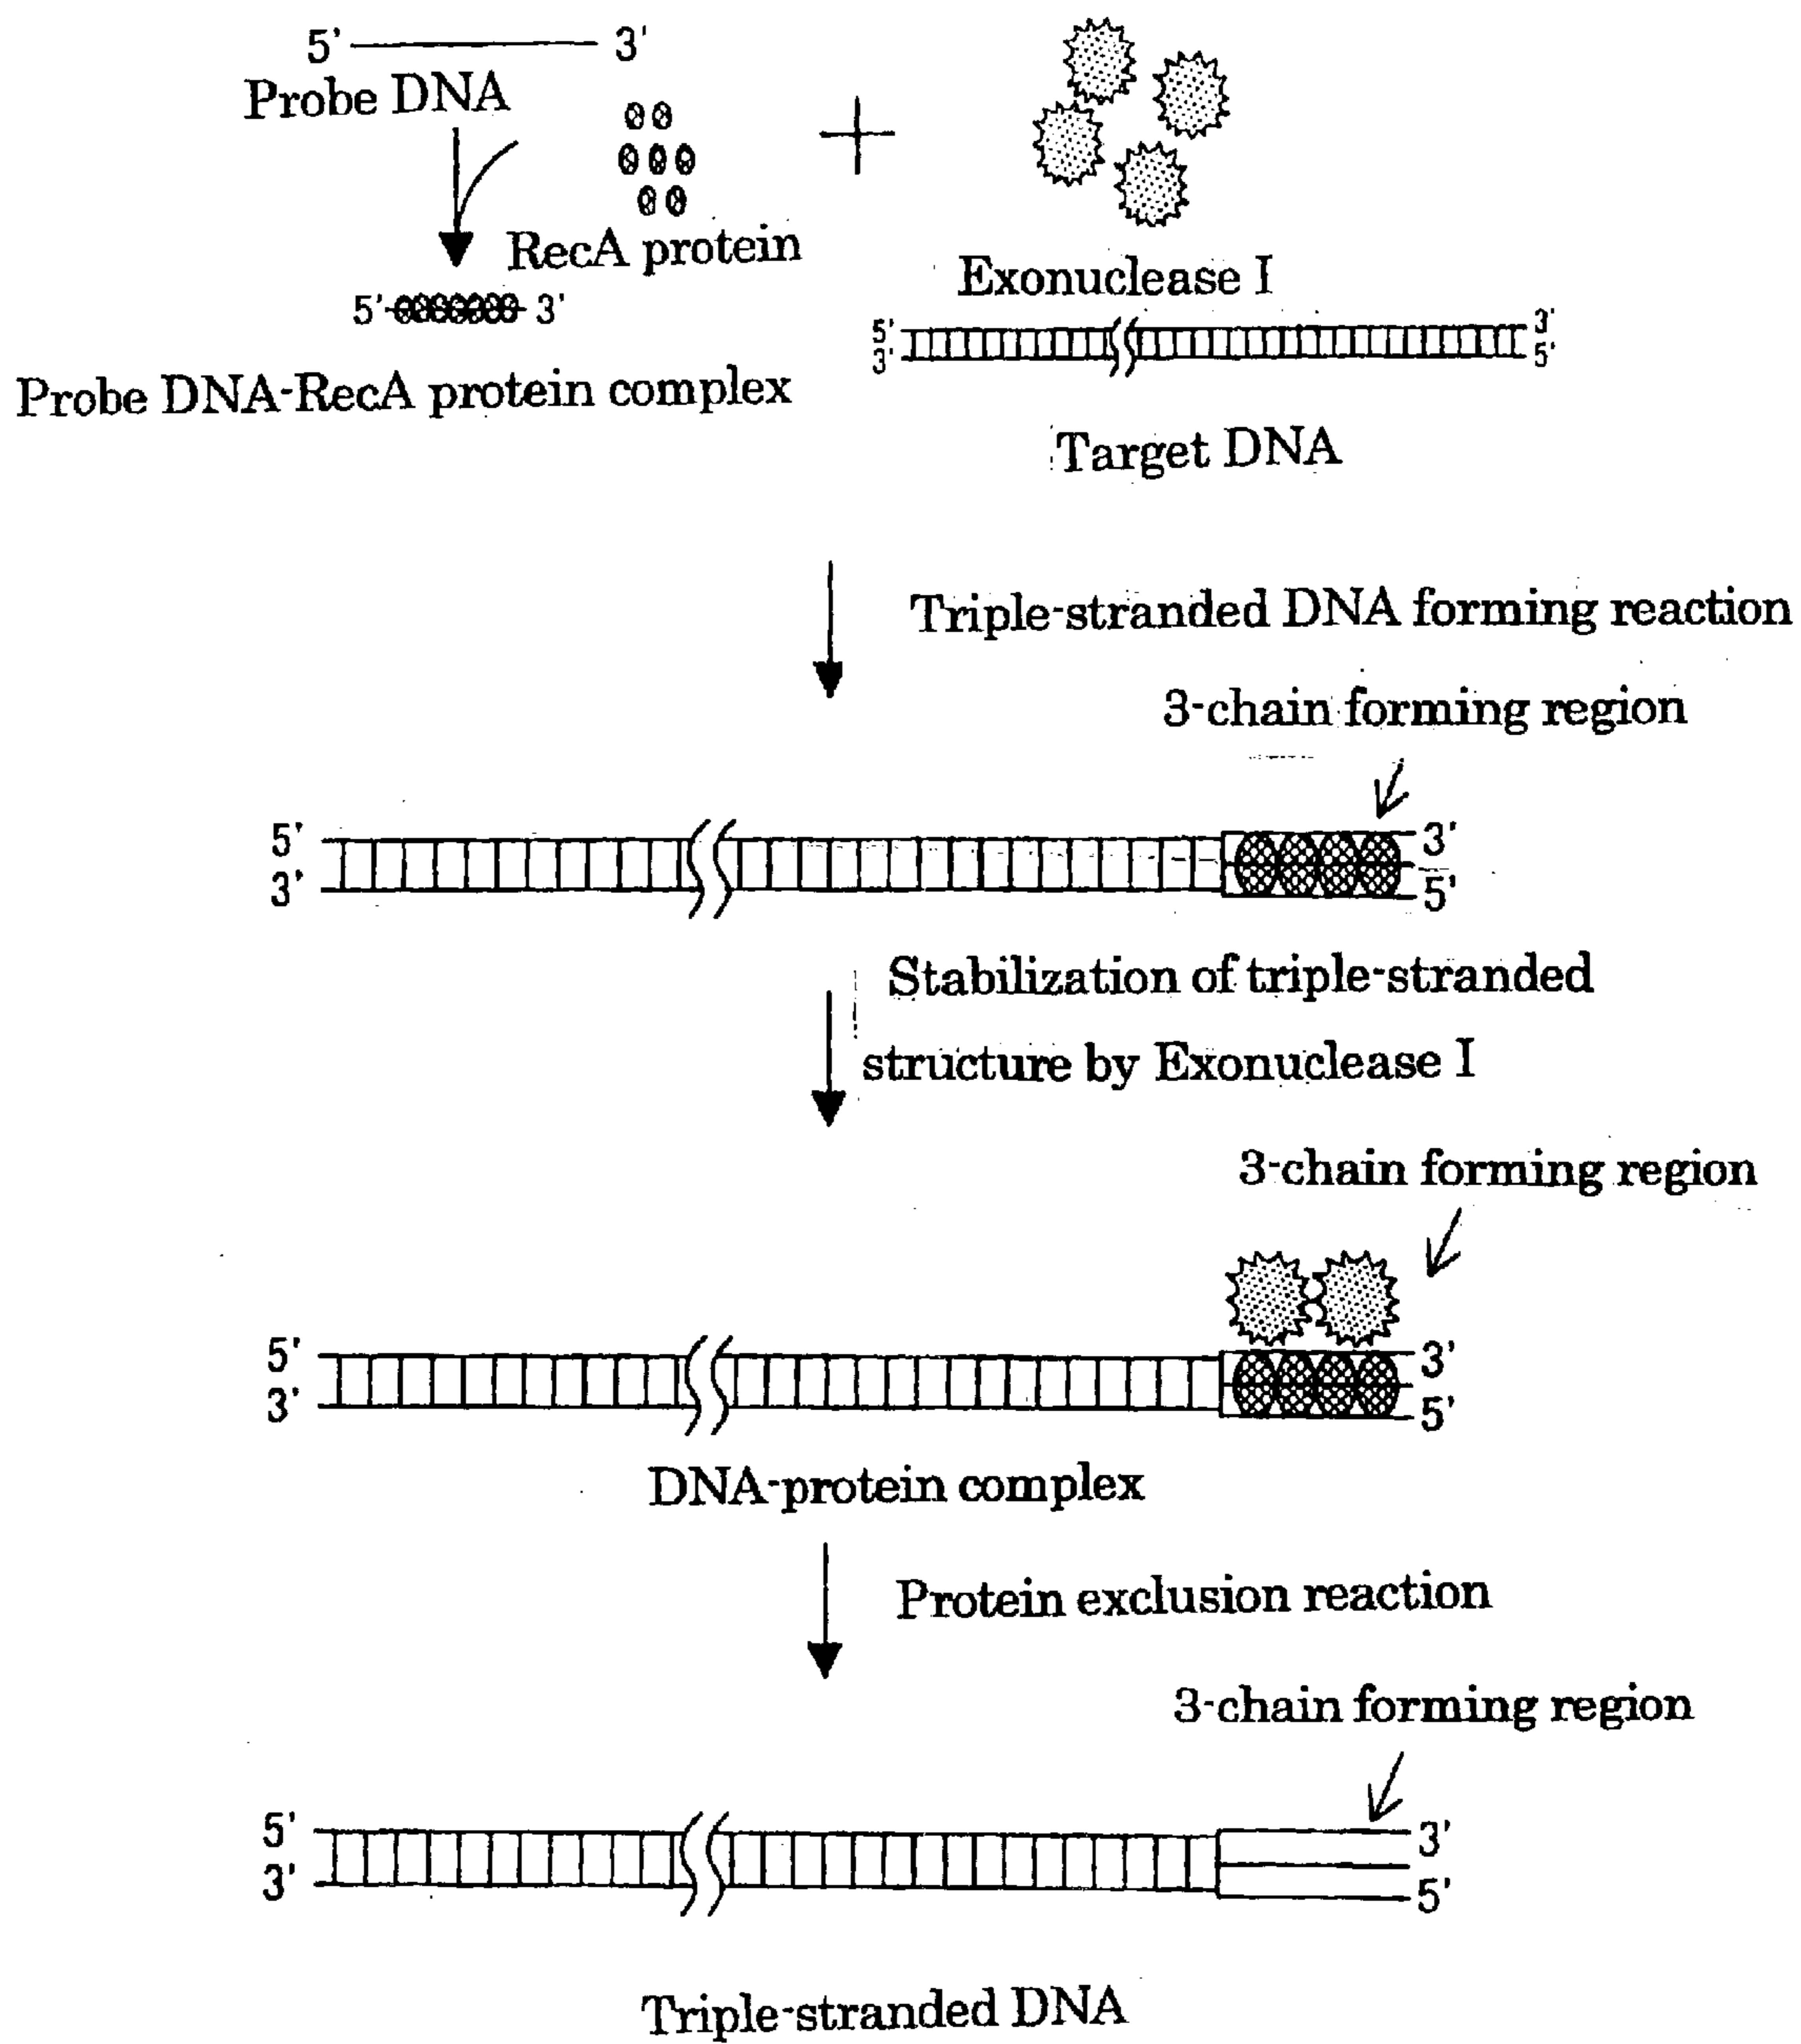 5' 3'
Probe DNA
RecA protein
5' 3'
Probe DNA-RecA protein complex
Exonuclease I
5' 3'
3' 5'
Target DNA
Triple-stranded DNA forming reaction
3-chain forming region
5' 3'
3' 5'
Stabilization of triple-stranded
structure by Exonuclease I
3-chain forming region
5' 3'
3' 5'
DNA-protein complex
Protein exclusion reaction
3-chain forming region
5' 3'
3' 5'
Triple-stranded DNA